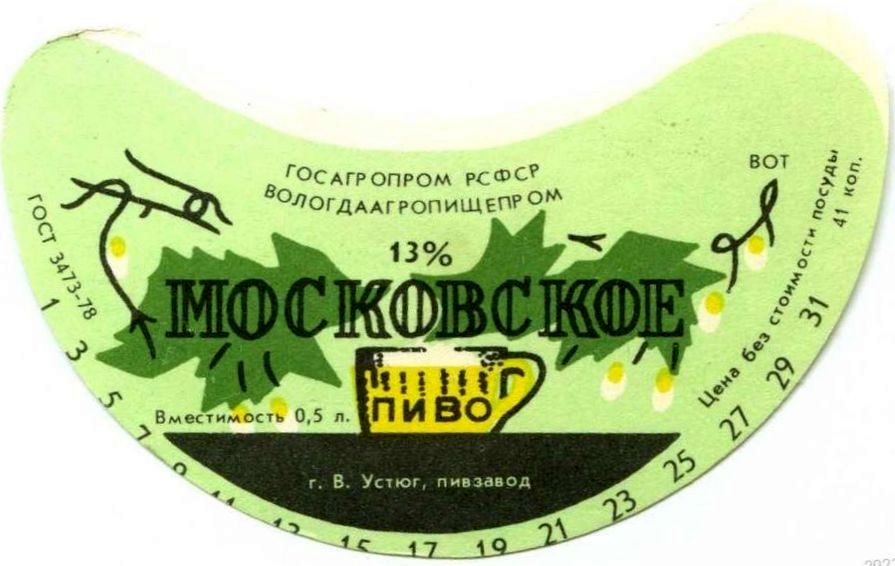 ГОСАГРОПРОМ РСФСР
ВОЛОГДААГРОПИЩЕПРОМ
ВОТ
13%
МОСКОВСКОЕ
ПИВО
Вместимость 0,5 л.
г. В. Устюг, пивзавод
ГОСТ 3473-78
Цена без стоимости посуды
41 коп.
1 3 5 7 9 11 13 15 17 19 21 23 25 27 29 31